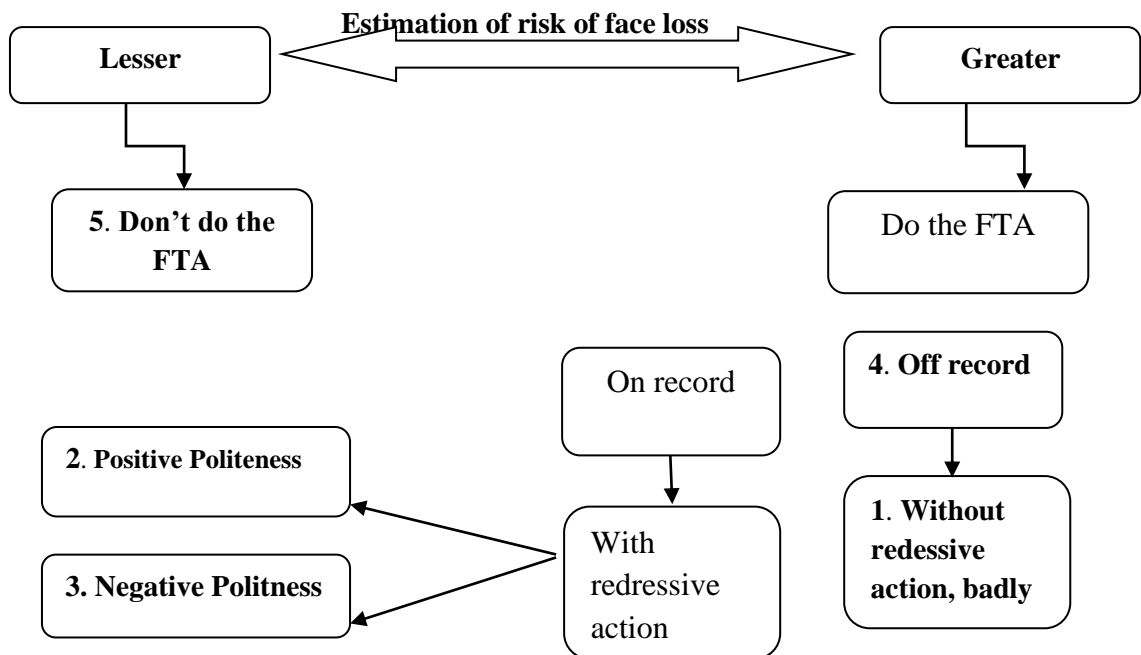 Estimation of risk of face loss
Lesser
Greater
5. Don’t do the
FTA
Do the FTA
On record
4. Off record
2. Positive Politeness
3. Negative Politness
With
redressive
action
1. Without
redessive
action, badly